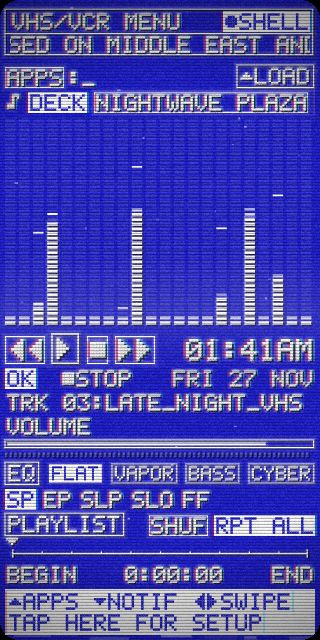 VHS/VCR MENU ●SHELL
SED ON MIDDLE EAST AND
APPS:_ ▲LOAD
♪ DECK NIGHTWAVE PLAZA
01:41AM
OK ■STOP FRI 27 NOV
TRK 03:LATE_NIGHT_VHS
VOLUME
EQ FLAT VAPOR BASS CYBER
SP EP SLP SLO FF
PLAYLIST SHUF RPT ALL
BEGIN 0:00:00 END
▲APPS ▼NOTIF ◀▶SWIPE
TAP HERE FOR SETUP